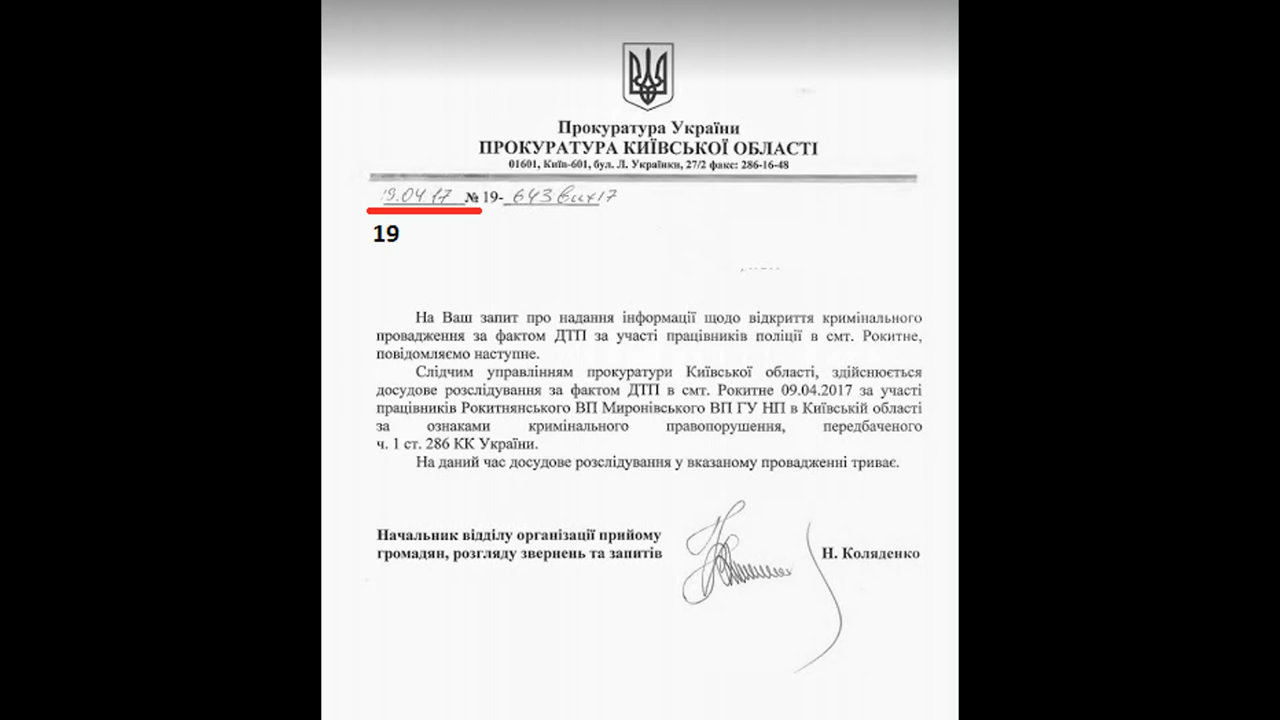 Прокуратура України
ПРОКУРАТУРА КИЇВСЬКОЇ ОБЛАСТІ
01601, Київ-601, бул. Л. Українки, 27/2 факс: 286-16-48
19.04.17 № 19- 643вих17
19
На Ваш запит про надання інформації щодо відкриття кримінального
провадження за фактом ДТП за участі працівників поліції в смт. Рокитне,
повідомляємо наступне.
Слідчим управлінням прокуратури Київської області, здійснюється
досудове розслідування за фактом ДТП в смт. Рокитне 09.04.2017 за участі
працівників Рокитнянського ВП Миронівського ВП ГУ НП в Київській області
за ознаками кримінального правопорушення, передбаченого
ч. 1 ст. 286 КК України.
На даний час досудове розслідування у вказаному провадженні триває.
Начальник відділу організації прийому
громадян, розгляду звернень та запитів Н. Коляденко